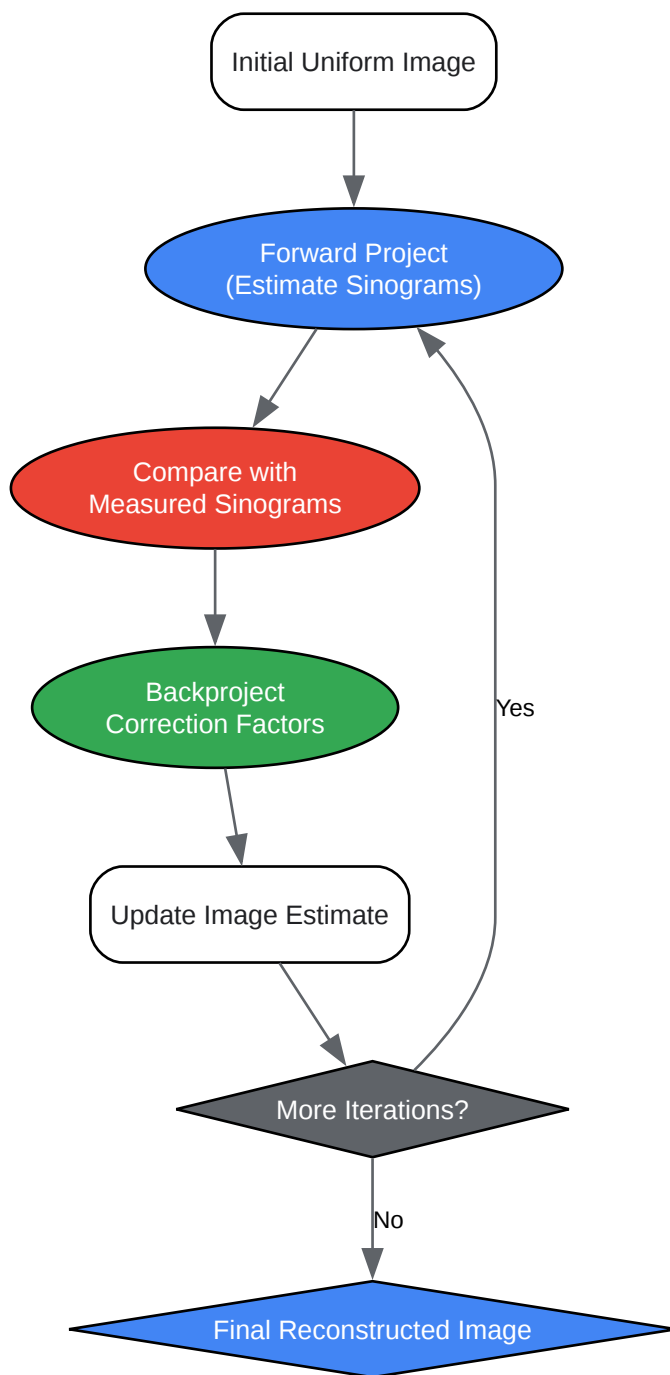 Initial Uniform Image
Forward Project
(Estimate Sinograms)
Compare with
Measured Sinograms
Backproject
Correction Factors
Yes
Update Image Estimate
More Iterations?
No
Final Reconstructed Image